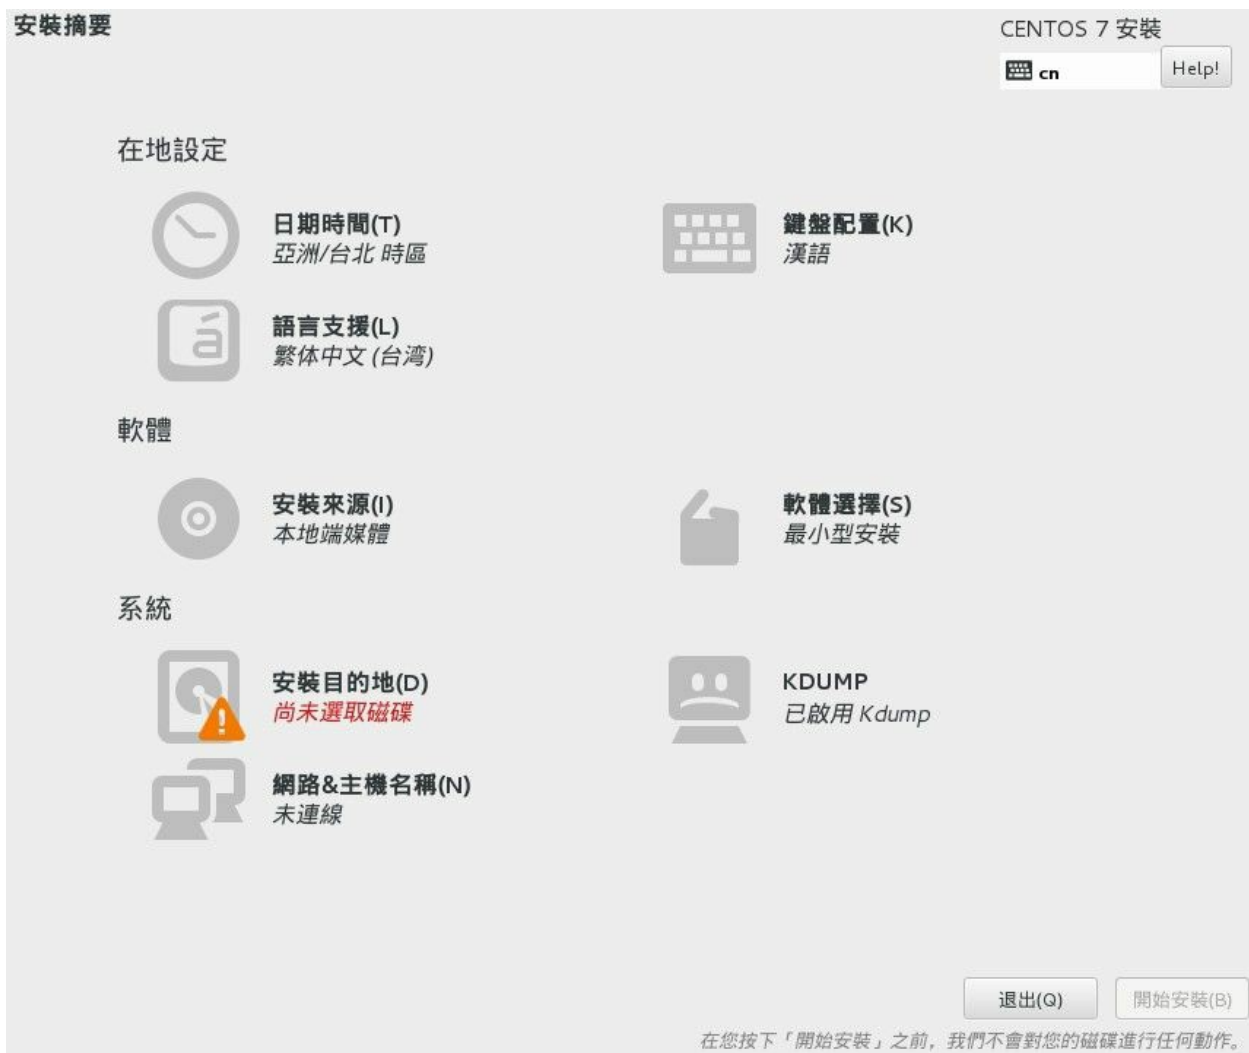 安裝摘要
CENTOS 7 安裝
cn
Help!
在地設定
日期時間(T)
亞洲/台北 時區
鍵盤配置(K)
漢語
語言支援(L)
繁体中文 (台湾)
軟體
安裝來源(I)
本地端媒體
軟體選擇(S)
最小型安裝
系統
安裝目的地(D)
尚未選取磁碟
KDUMP
已啟用 Kdump
網路&主機名稱(N)
未連線
退出(Q)
開始安裝(B)
在您按下「開始安裝」之前，我們不會對您的磁碟進行任何動作。